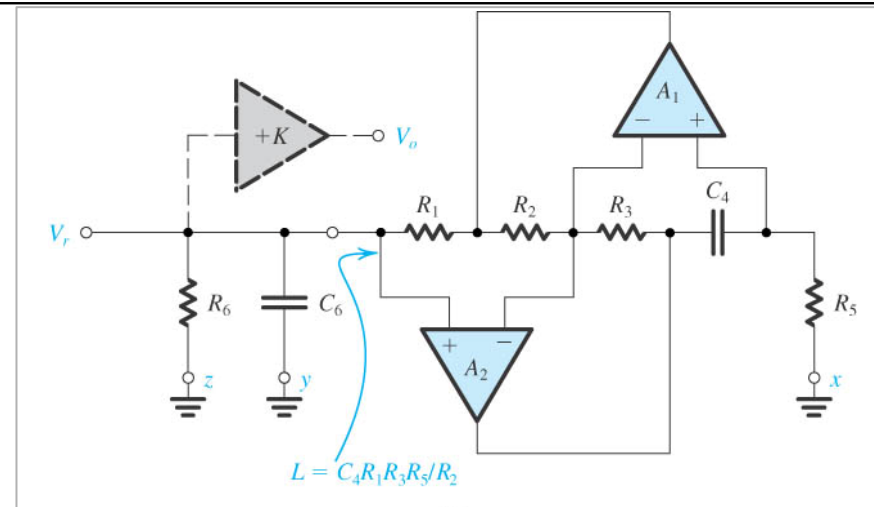 A₁
− +
+K
Vₒ
C₄
R₁ R₂ R₃
Vᵣ
R₆ C₆ R₅
+ −
A₂
z y x
L = C₄R₁R₃R₅/R₂